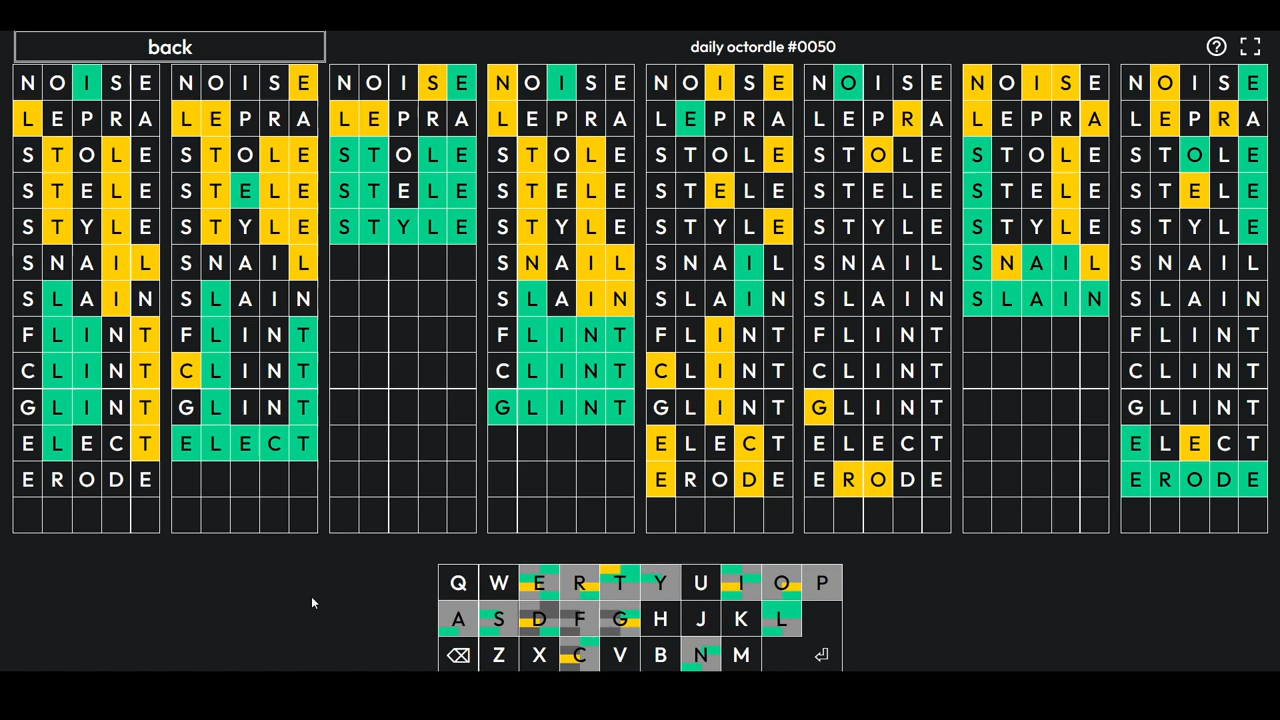 back
daily octordle #0050
NOISE NOISE NOISE NOISE NOISE NOISE NOISE NOISE
LEPRA LEPRA LEPRA LEPRA LEPRA LEPRA LEPRA LEPRA
STOLE STOLE STOLE STOLE STOLE STOLE STOLE STOLE
STELE STELE STELE STELE STELE STELE STELE STELE
STYLE STYLE STYLE STYLE STYLE STYLE STYLE STYLE
SNAIL SNAIL SNAIL SNAIL SNAIL SNAIL SNAIL
SLAIN SLAIN SLAIN SLAIN SLAIN SLAIN SLAIN
FLINT FLINT FLINT FLINT FLINT FLINT
CLINT CLINT CLINT CLINT CLINT CLINT
GLINT GLINT GLINT GLINT GLINT GLINT
ELECT ELECT ELECT ELECT ELECT
ERODE ERODE ERODE ERODE
Q W E R T Y U I O P
A S D F G H J K L
Z X C V B N M